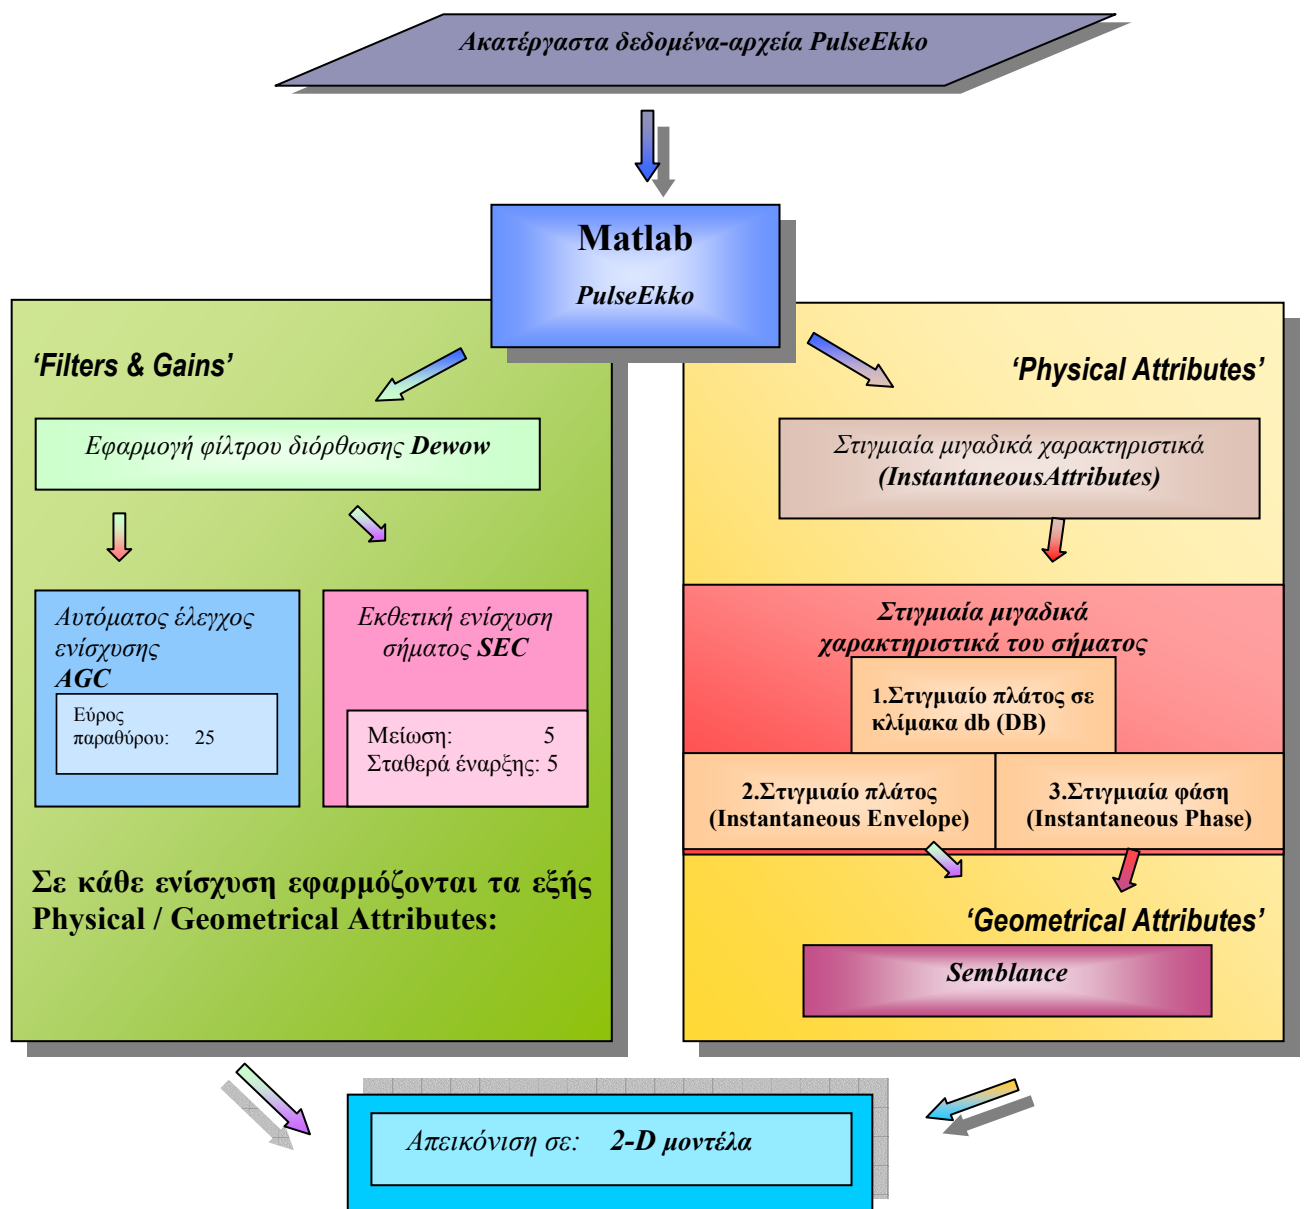 Ακατέργαστα δεδομένα-αρχεία PulseEkko
Matlab
PulseEkko
‘Filters & Gains’
Εφαρμογή φίλτρου διόρθωσης Dewow
Αυτόματος έλεγχος
ενίσχυσης
AGC
Εύρος
παραθύρου: 25
Εκθετική ενίσχυση
σήματος SEC
Μείωση: 5
Σταθερά έναρξης: 5
Σε κάθε ενίσχυση εφαρμόζονται τα εξής
Physical / Geometrical Attributes:
‘Physical Attributes’
Στιγμιαία μιγαδικά χαρακτηριστικά
(InstantaneousAttributes)
Στιγμιαία μιγαδικά
χαρακτηριστικά του σήματος
1.Στιγμιαίο πλάτος σε
κλίμακα db (DB)
2.Στιγμιαίο πλάτος
(Instantaneous Envelope)
3.Στιγμιαία φάση
(Instantaneous Phase)
‘Geometrical Attributes’
Semblance
Απεικόνιση σε: 2-D μοντέλα